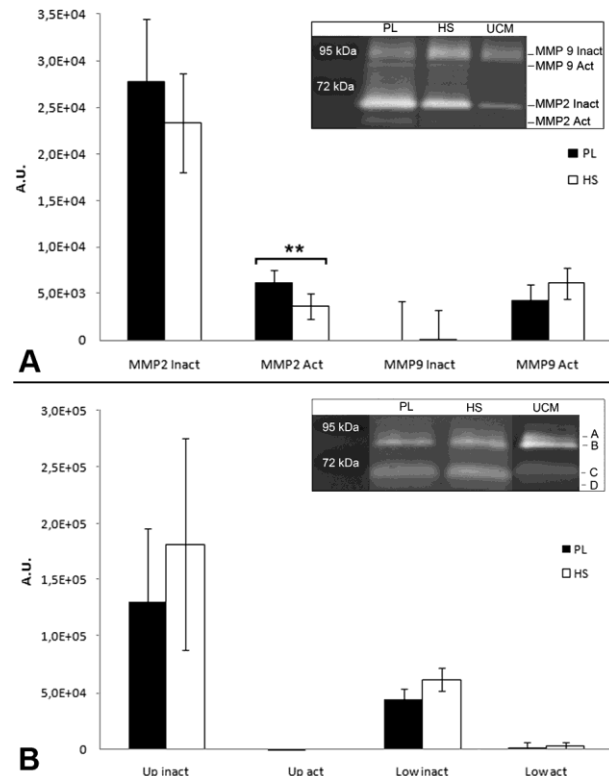 PL HS UCM
95 kDa
72 kDa
MMP 9 Inact
MMP 9 Act
MMP2 Inact
MMP2 Act
3,5E+04
3,0E+04
2,5E+04
2,0E+04
1,5E+04
1,0E+04
5,0E+03
0
A.U.
**
PL
HS
MMP2 Inact MMP2 Act MMP9 Inact MMP9 Act
A
PL HS UCM
95 kDa
72 kDa
A
B
C
D
3,0E+05
2,5E+05
2,0E+05
1,5E+05
1,0E+05
5,0E+04
0
A.U.
PL
HS
Up inact Up act Low inact Low act
B